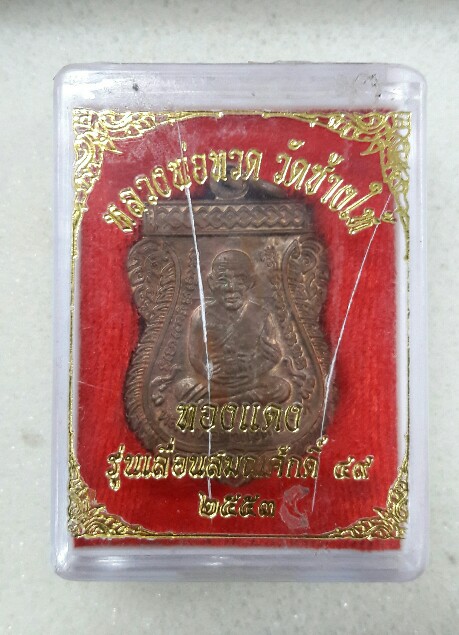 หลวงพ่อทวด วัดช้างให้
ทองแดง
รุ่นเลื่อนสมณศักดิ์ ๔๙
๒๕๕๓